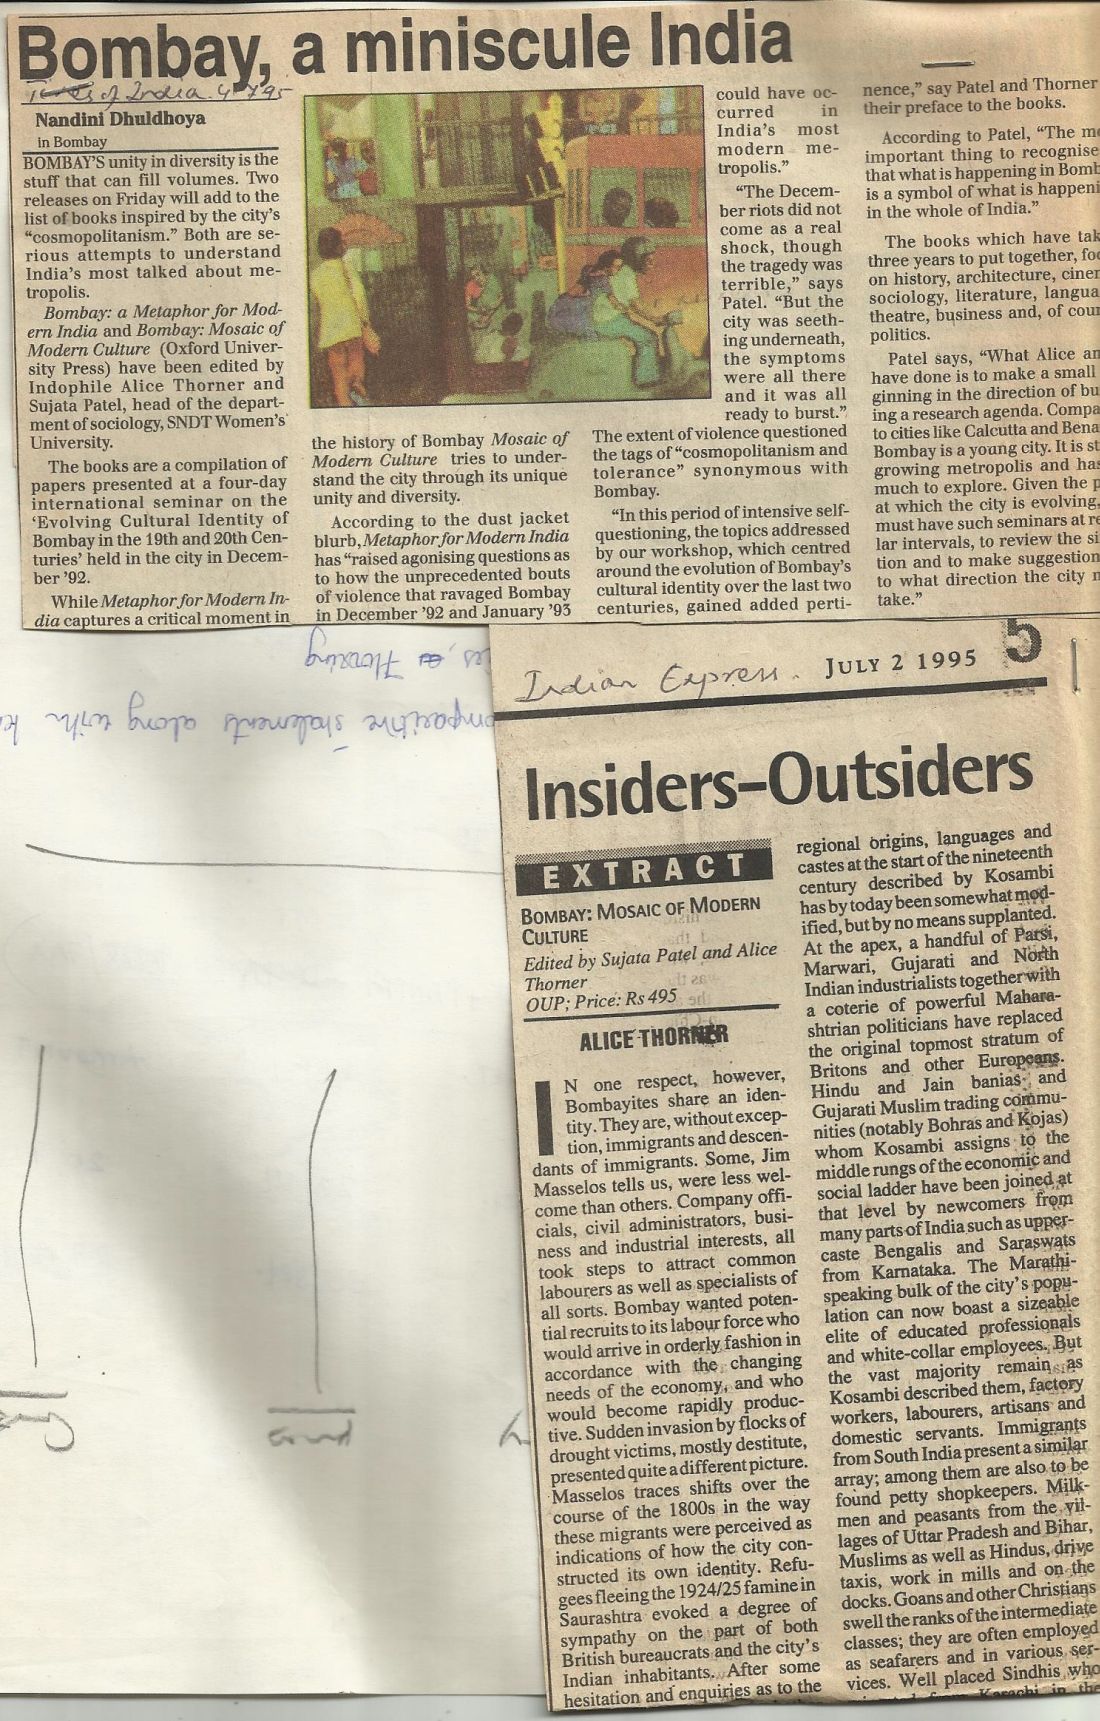 Bombay, a miniscule India
Times of India 4 7 95
Nandini Dhuldhoya
in Bombay
BOMBAY'S unity in diversity is the
stuff that can fill volumes. Two
releases on Friday will add to the
list of books inspired by the city's
“cosmopolitanism.” Both are se-
rious attempts to understand
India's most talked about me-
tropolis.
Bombay: a Metaphor for Mod-
ern India and Bombay: Mosaic of
Modern Culture (Oxford Univer-
sity Press) have been edited by
Indophile Alice Thorner and
Sujata Patel, head of the depart-
ment of sociology, SNDT Women's
University.
The books are a compilation of
papers presented at a four-day
international seminar on the
‘Evolving Cultural Identity of
Bombay in the 19th and 20th Cen-
turies’ held in the city in Decem-
ber '92.
While Metaphor for Modern In-
dia captures a critical moment in
the history of Bombay Mosaic of
Modern Culture tries to under-
stand the city through its unique
unity and diversity.
According to the dust jacket
blurb, Metaphor for Modern India
has “raised agonising questions as
to how the unprecedented bouts
of violence that ravaged Bombay
in December '92 and January '93
could have oc-
curred in
India's most
modern me-
tropolis.”
“The Decem-
ber riots did not
come as a real
shock, though
the tragedy was
terrible,” says
Patel. “But the
city was seeth-
ing underneath,
the symptoms
were all there
and it was all
ready to burst.”
The extent of violence questioned
the tags of “cosmopolitanism and
tolerance” synonymous with
Bombay.
“In this period of intensive self-
questioning, the topics addressed
by our workshop, which centred
around the evolution of Bombay's
cultural identity over the last two
centuries, gained added perti-
nence,” say Patel and Thorner
their preface to the books.
According to Patel, “The
important thing to recognise
that what is happening in
is a symbol of what is
in the whole of India.”
The books which have
three years to put together,
on history, architecture,
sociology, literature,
theatre, business and, of
politics.
Patel says, “What Alice
have done is to make a small
ginning in the direction of
ing a research agenda.
to cities like Calcutta and
Bombay is a young city. It is
growing metropolis and has
much to explore. Given the
at which the city is evolving,
must have such seminars at
lar intervals, to review the
tion and to make
to what direction the city
take.”
Flooring
statements along with
Indian Express. JULY 2 1995 5
Insiders–Outsiders
EXTRACT
BOMBAY: MOSAIC OF MODERN
CULTURE
Edited by Sujata Patel and Alice
Thorner
OUP; Price: Rs 495
ALICE THORNER
IN one respect, however,
Bombayites share an iden-
tity. They are, without excep-
tion, immigrants and descen-
dants of immigrants. Some, Jim
Masselos tells us, were less wel-
come than others. Company offi-
cials, civil administrators, busi-
ness and industrial interests, all
took steps to attract common
labourers as well as specialists of
all sorts. Bombay wanted poten-
tial recruits to its labour force who
would arrive in orderly fashion in
accordance with the changing
needs of the economy, and who
would become rapidly produc-
tive. Sudden invasion by flocks of
drought victims, mostly destitute,
presented quite a different picture.
Masselos traces shifts over the
course of the 1800s in the way
these migrants were perceived as
indications of how the city con-
structed its own identity. Refu-
gees fleeing the 1924/25 famine in
Saurashtra evoked a degree of
sympathy on the part of both
British bureaucrats and the city's
Indian inhabitants. After some
hesitation and enquiries as to the
regional origins, languages and
castes at the start of the nineteenth
century described by Kosambi
has by today been somewhat mod-
ified, but by no means supplanted.
At the apex, a handful of Parsi,
Marwari, Gujarati and North
Indian industrialists together with
a coterie of powerful Mahara-
shtrian politicians have replaced
the original topmost stratum of
Britons and other Europeans.
Hindu and Jain banias and
Gujarati Muslim trading commu-
nities (notably Bohras and Kojas)
whom Kosambi assigns to the
middle rungs of the economic and
social ladder have been joined at
that level by newcomers from
many parts of India such as upper-
caste Bengalis and Saraswats
from Karnataka. The Marathi-
speaking bulk of the city's popu-
lation can now boast a sizeable
elite of educated professionals
and white-collar employees. But
the vast majority remain as
Kosambi described them, factory
workers, labourers, artisans and
domestic servants. Immigrants
from South India present a similar
array; among them are also to be
found petty shopkeepers. Milk-
men and peasants from the vil-
lages of Uttar Pradesh and Bihar,
Muslims as well as Hindus, drive
taxis, work in mills and on the
docks. Goans and other Christians
swell the ranks of the intermediate
classes; they are often employed
as seafarers and in various ser-
vices. Well placed Sindhis who
from Karachi in the